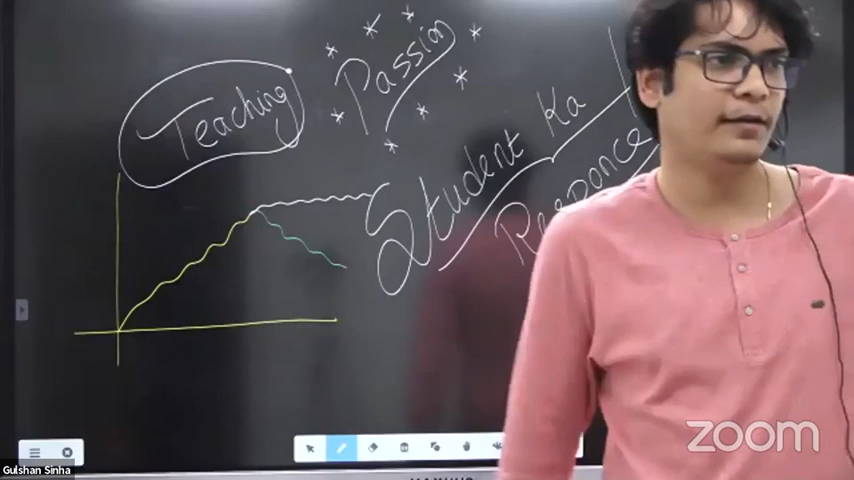 Teaching
Passion
Student Ka
Responce
zoom
Gulshan Sinha